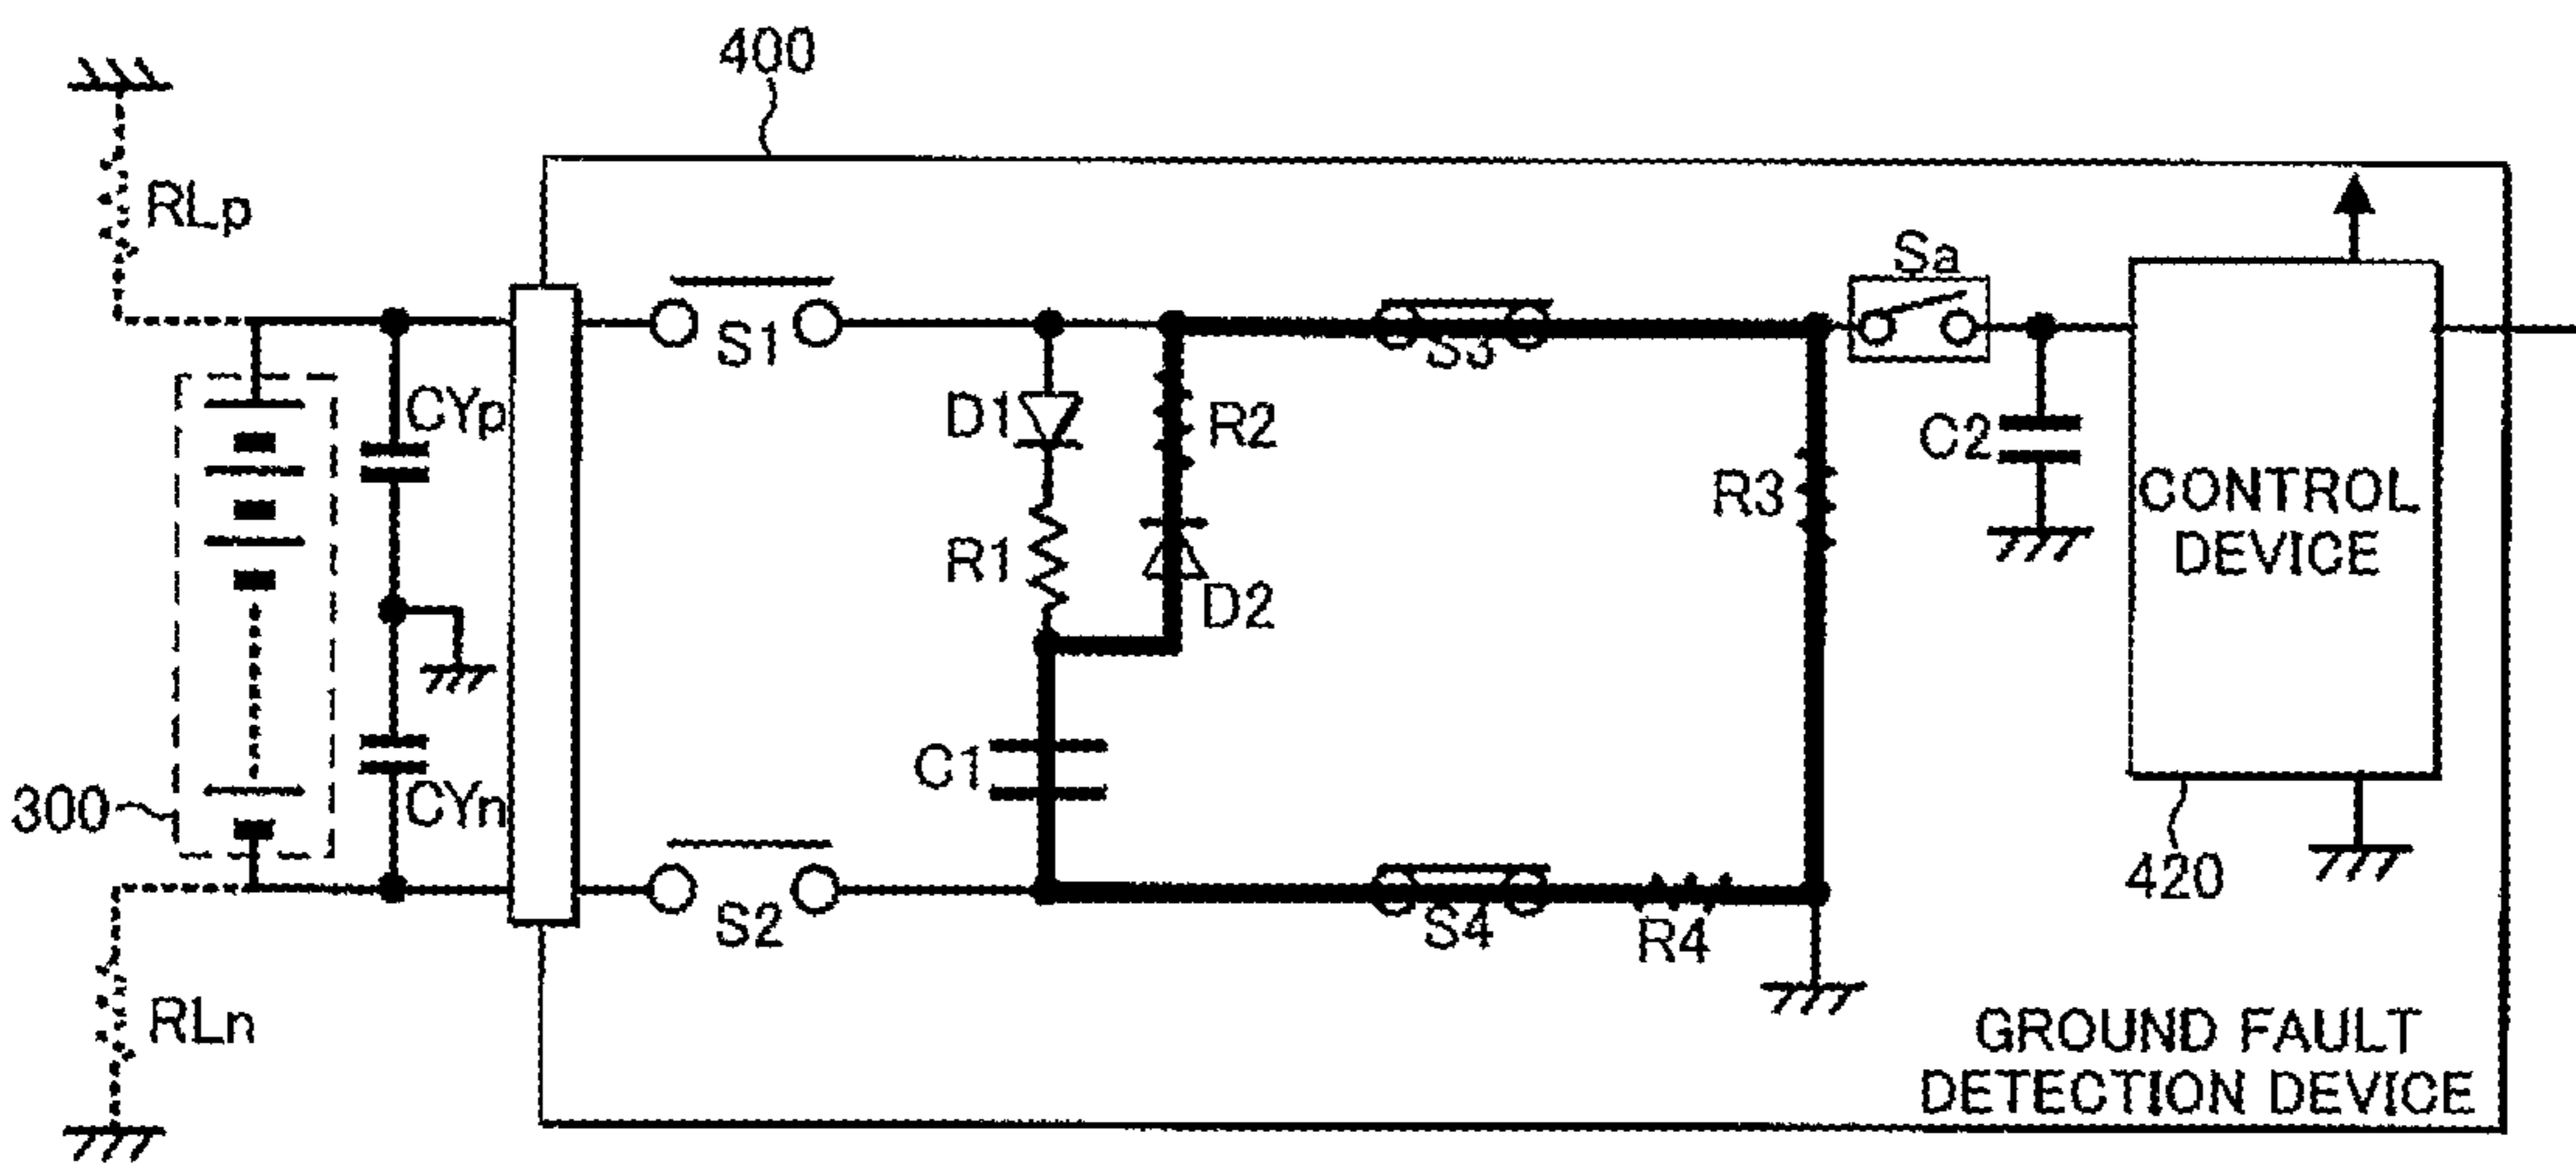 400
RLp
Sa
S1
S3
CYp
D1
R2
C2
R3
CONTROL
DEVICE
R1
D2
C1
300
CYn
420
S2
S4
R4
RLn
GROUND FAULT
DETECTION DEVICE